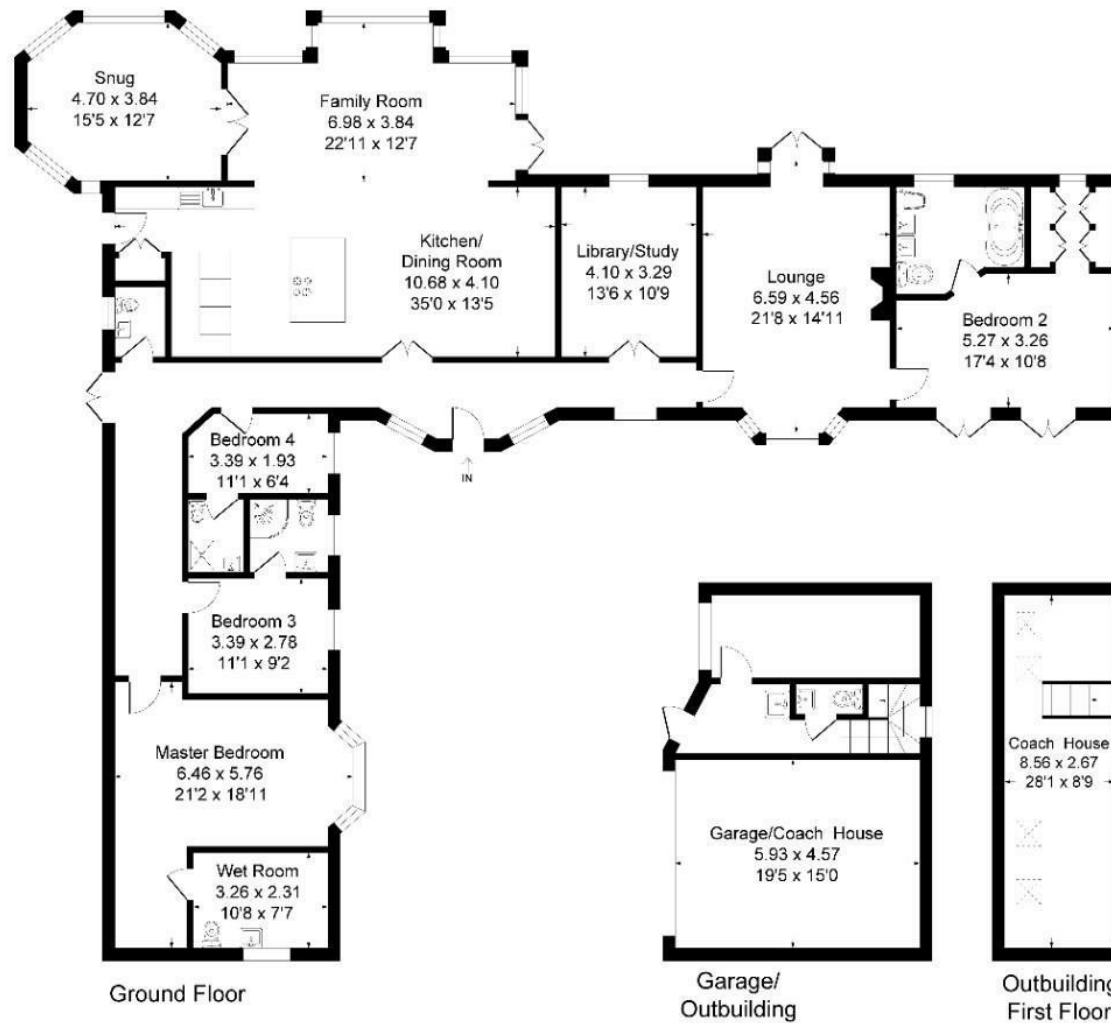 Snug
4.70 x 3.84
15'5 x 12'7
Family Room
6.98 x 3.84
22'11 x 12'7
Kitchen/
Dining Room
10.68 x 4.10
35'0 x 13'5
Library/Study
4.10 x 3.29
13'6 x 10'9
Lounge
6.59 x 4.56
21'8 x 14'11
Bedroom 2
5.27 x 3.26
17'4 x 10'8
Bedroom 4
3.39 x 1.93
11'1 x 6'4
IN
Bedroom 3
3.39 x 2.78
11'1 x 9'2
Master Bedroom
6.46 x 5.76
21'2 x 18'11
Wet Room
3.26 x 2.31
10'8 x 7'7
Ground Floor
Garage/Coach House
5.93 x 4.57
19'5 x 15'0
Garage/
Outbuilding
Coach House
8.56 x 2.67
28'1 x 8'9
Outbuilding
First Floor